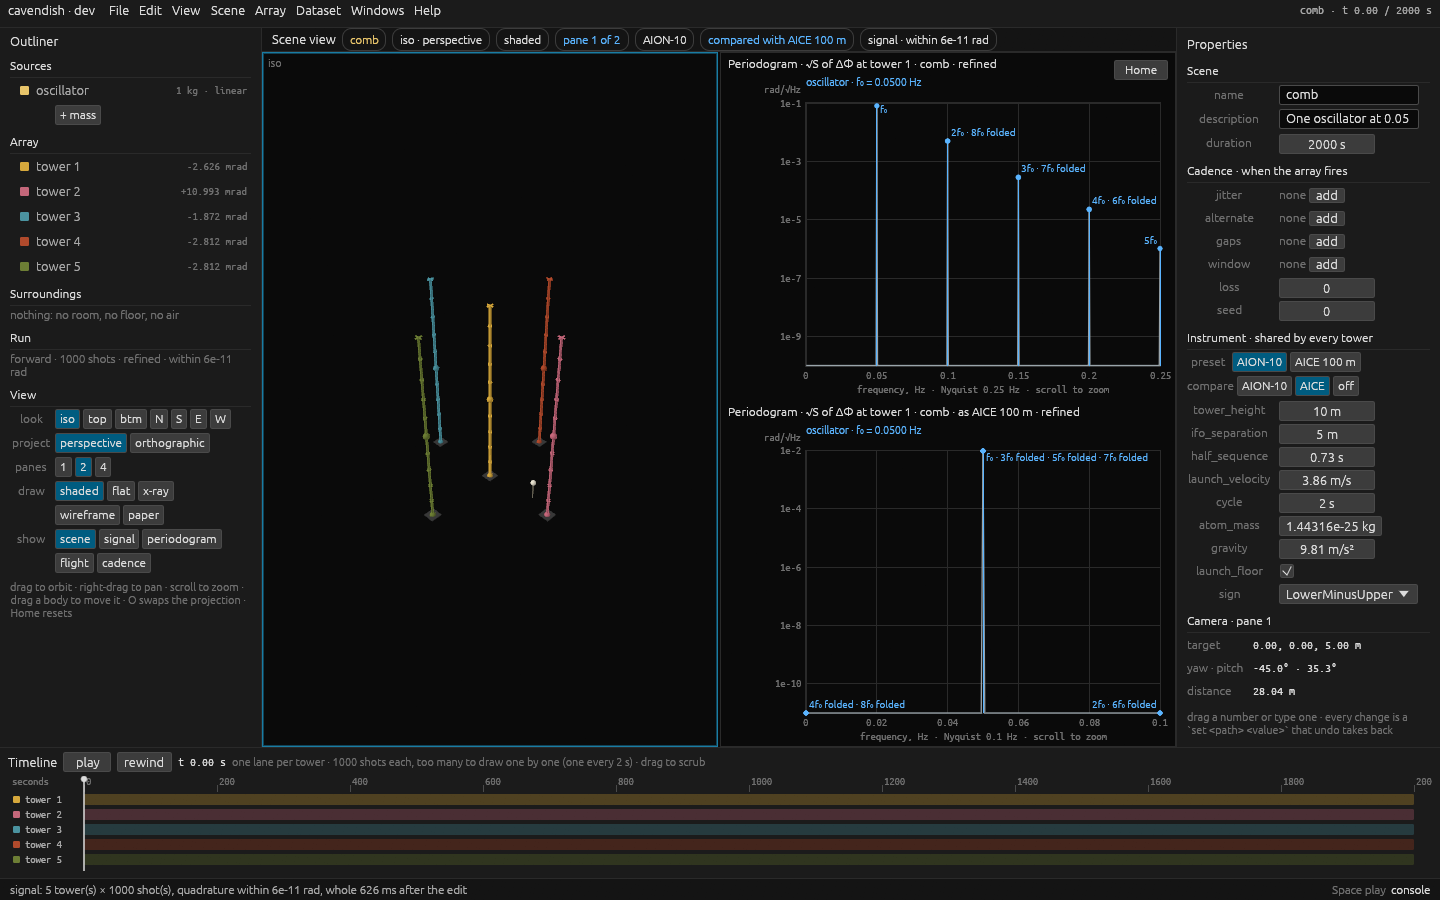 cavendish · dev File Edit View Scene Array Dataset Windows Help comb · t 0.00 / 2000 s
Outliner
Sources
oscillator 1 kg · linear
+ mass
Array
tower 1 -2.626 mrad
tower 2 +10.993 mrad
tower 3 -1.872 mrad
tower 4 -2.812 mrad
tower 5 -2.812 mrad
Surroundings
nothing: no room, no floor, no air
Run
forward · 1000 shots · refined · within 6e-11
rad
View
look iso top btm N S E W
project perspective orthographic
panes 1 2 4
draw shaded flat x-ray
wireframe paper
show scene signal periodogram
flight cadence
drag to orbit · right-drag to pan · scroll to zoom ·
drag a body to move it · O swaps the projection ·
Home resets
Scene view comb iso · perspective shaded pane 1 of 2 AION-10 compared with AICE 100 m signal · within 6e-11 rad
iso
Periodogram · √S of ΔΦ at tower 1 · comb · refined
Home
oscillator · f₀ = 0.0500 Hz
rad/√Hz
1e-1
1e-3
1e-5
1e-7
1e-9
f₀
2f₀ · 8f₀ folded
3f₀ · 7f₀ folded
4f₀ · 6f₀ folded
5f₀
0 0.05 0.1 0.15 0.2 0.25
frequency, Hz · Nyquist 0.25 Hz · scroll to zoom
Periodogram · √S of ΔΦ at tower 1 · comb · as AICE 100 m · refined
oscillator · f₀ = 0.0500 Hz
rad/√Hz
1e-2
1e-4
1e-6
1e-8
1e-10
f₀ · 3f₀ folded · 5f₀ folded · 7f₀ folded
4f₀ folded · 8f₀ folded
2f₀ · 6f₀ folded
0 0.02 0.04 0.06 0.08 0.1
frequency, Hz · Nyquist 0.1 Hz · scroll to zoom
Properties
Scene
name comb
description One oscillator at 0.05
duration 2000 s
Cadence · when the array fires
jitter none add
alternate none add
gaps none add
window none add
loss 0
seed 0
Instrument · shared by every tower
preset AION-10 AICE 100 m
compare AION-10 AICE off
tower_height 10 m
ifo_separation 5 m
half_sequence 0.73 s
launch_velocity 3.86 m/s
cycle 2 s
atom_mass 1.44316e-25 kg
gravity 9.81 m/s²
launch_floor
sign LowerMinusUpper
Camera · pane 1
target 0.00, 0.00, 5.00 m
yaw · pitch -45.0° · 35.3°
distance 28.04 m
drag a number or type one · every change is a
`set <path> <value>` that undo takes back
Timeline play rewind t 0.00 s one lane per tower · 1000 shots each, too many to draw one by one (one every 2 s) · drag to scrub
seconds 0 200 400 600 800 1000 1200 1400 1600 1800 200
tower 1
tower 2
tower 3
tower 4
tower 5
signal: 5 tower(s) × 1000 shot(s), quadrature within 6e-11 rad, whole 626 ms after the edit Space play console